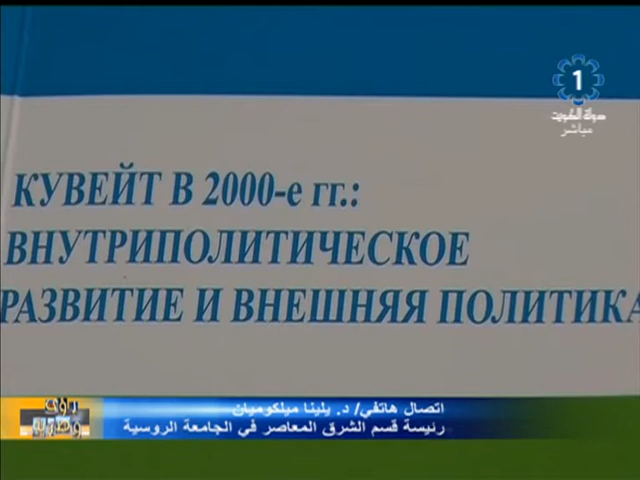 1
دولة الكويت
مباشر
КУВЕЙТ В 2000-е гг.:
ВНУТРИПОЛИТИЧЕСКОЕ
РАЗВИТИЕ И ВНЕШНЯЯ ПОЛИТИКА
اتصال هاتفي/ د. يلينا ميلكوميان
رئيسة قسم الشرق المعاصر في الجامعة الروسية